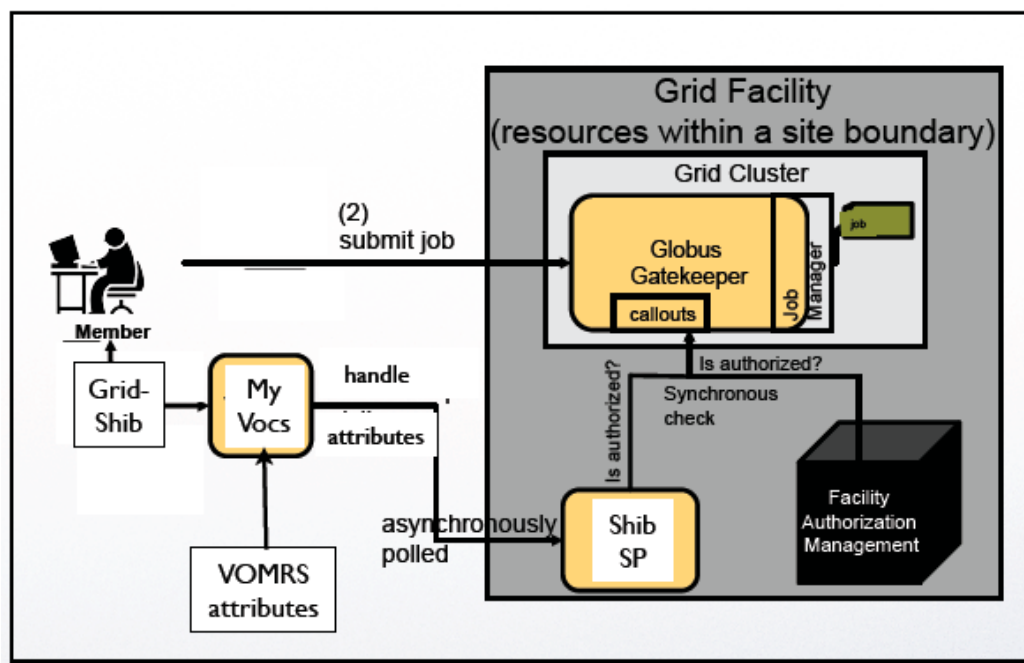 Grid Facility
(resources within a site boundary)
Grid Cluster
(2)
submit job
Globus
Gatekeeper
callouts
Job
Manager
job
Member
Grid-
Shib
My
Vocs
handle
attributes
Is authorized?
Is authorized?
Synchronous
check
asynchronously
polled
Shib
SP
Facility
Authorization
Management
VOMRS
attributes